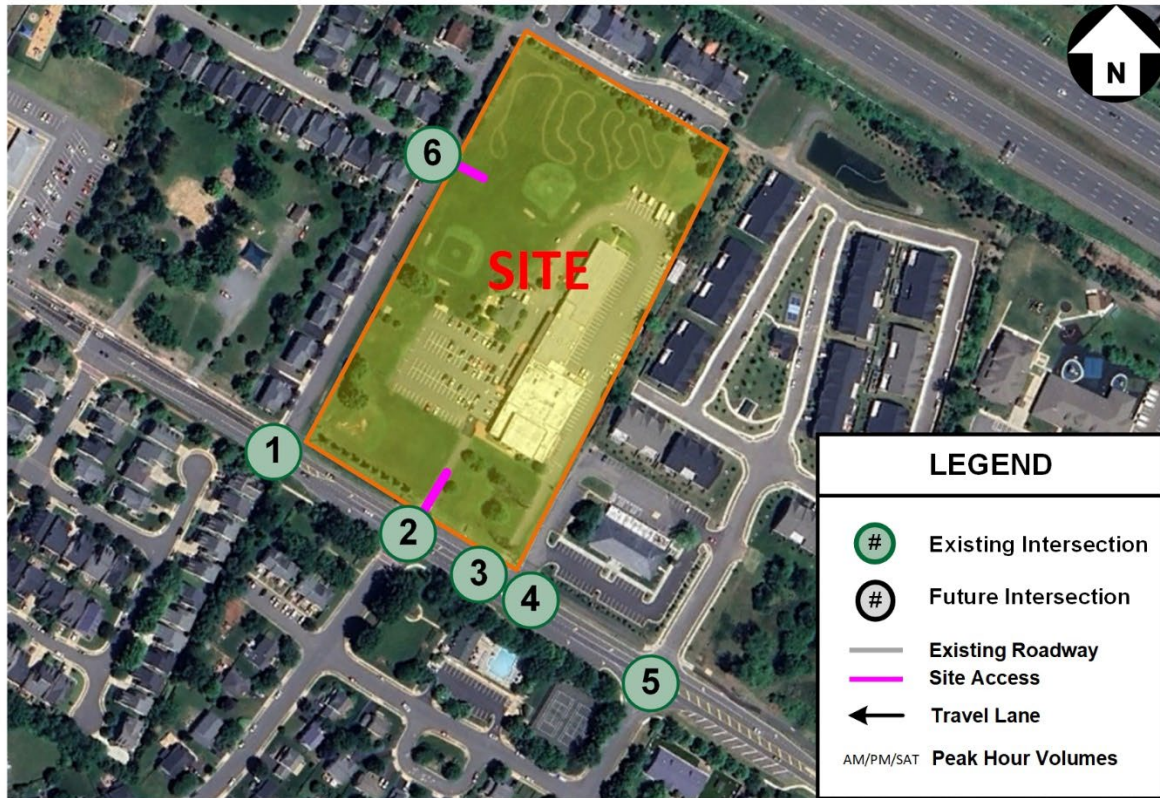 N
6
SITE
1
2
3
4
5
LEGEND
# Existing Intersection
# Future Intersection
Existing Roadway
Site Access
Travel Lane
AM/PM/SAT Peak Hour Volumes